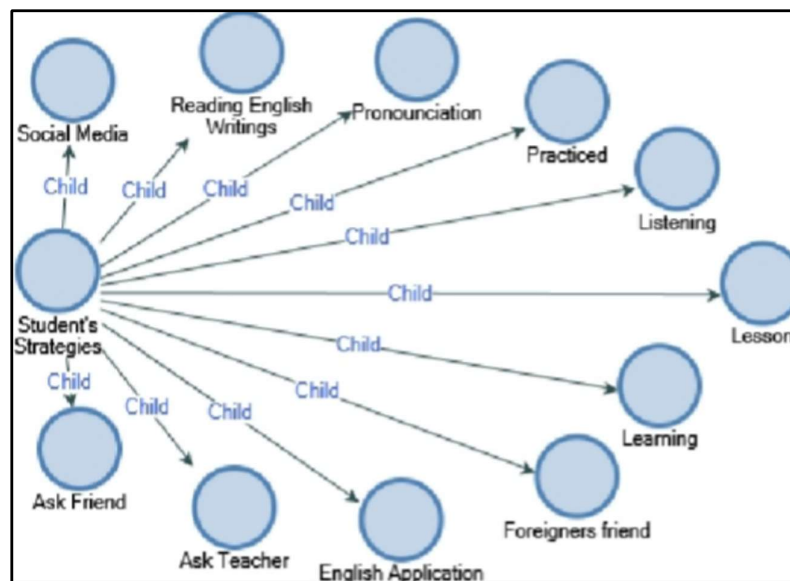 Social Media
Reading English
Writings
Pronounciation
Practiced
Listening
Lesson
Learning
Foreigners friend
English Application
Ask Teacher
Ask Friend
Student's
Strategies
Child
Child
Child
Child
Child
Child
Child
Child
Child
Child
Child